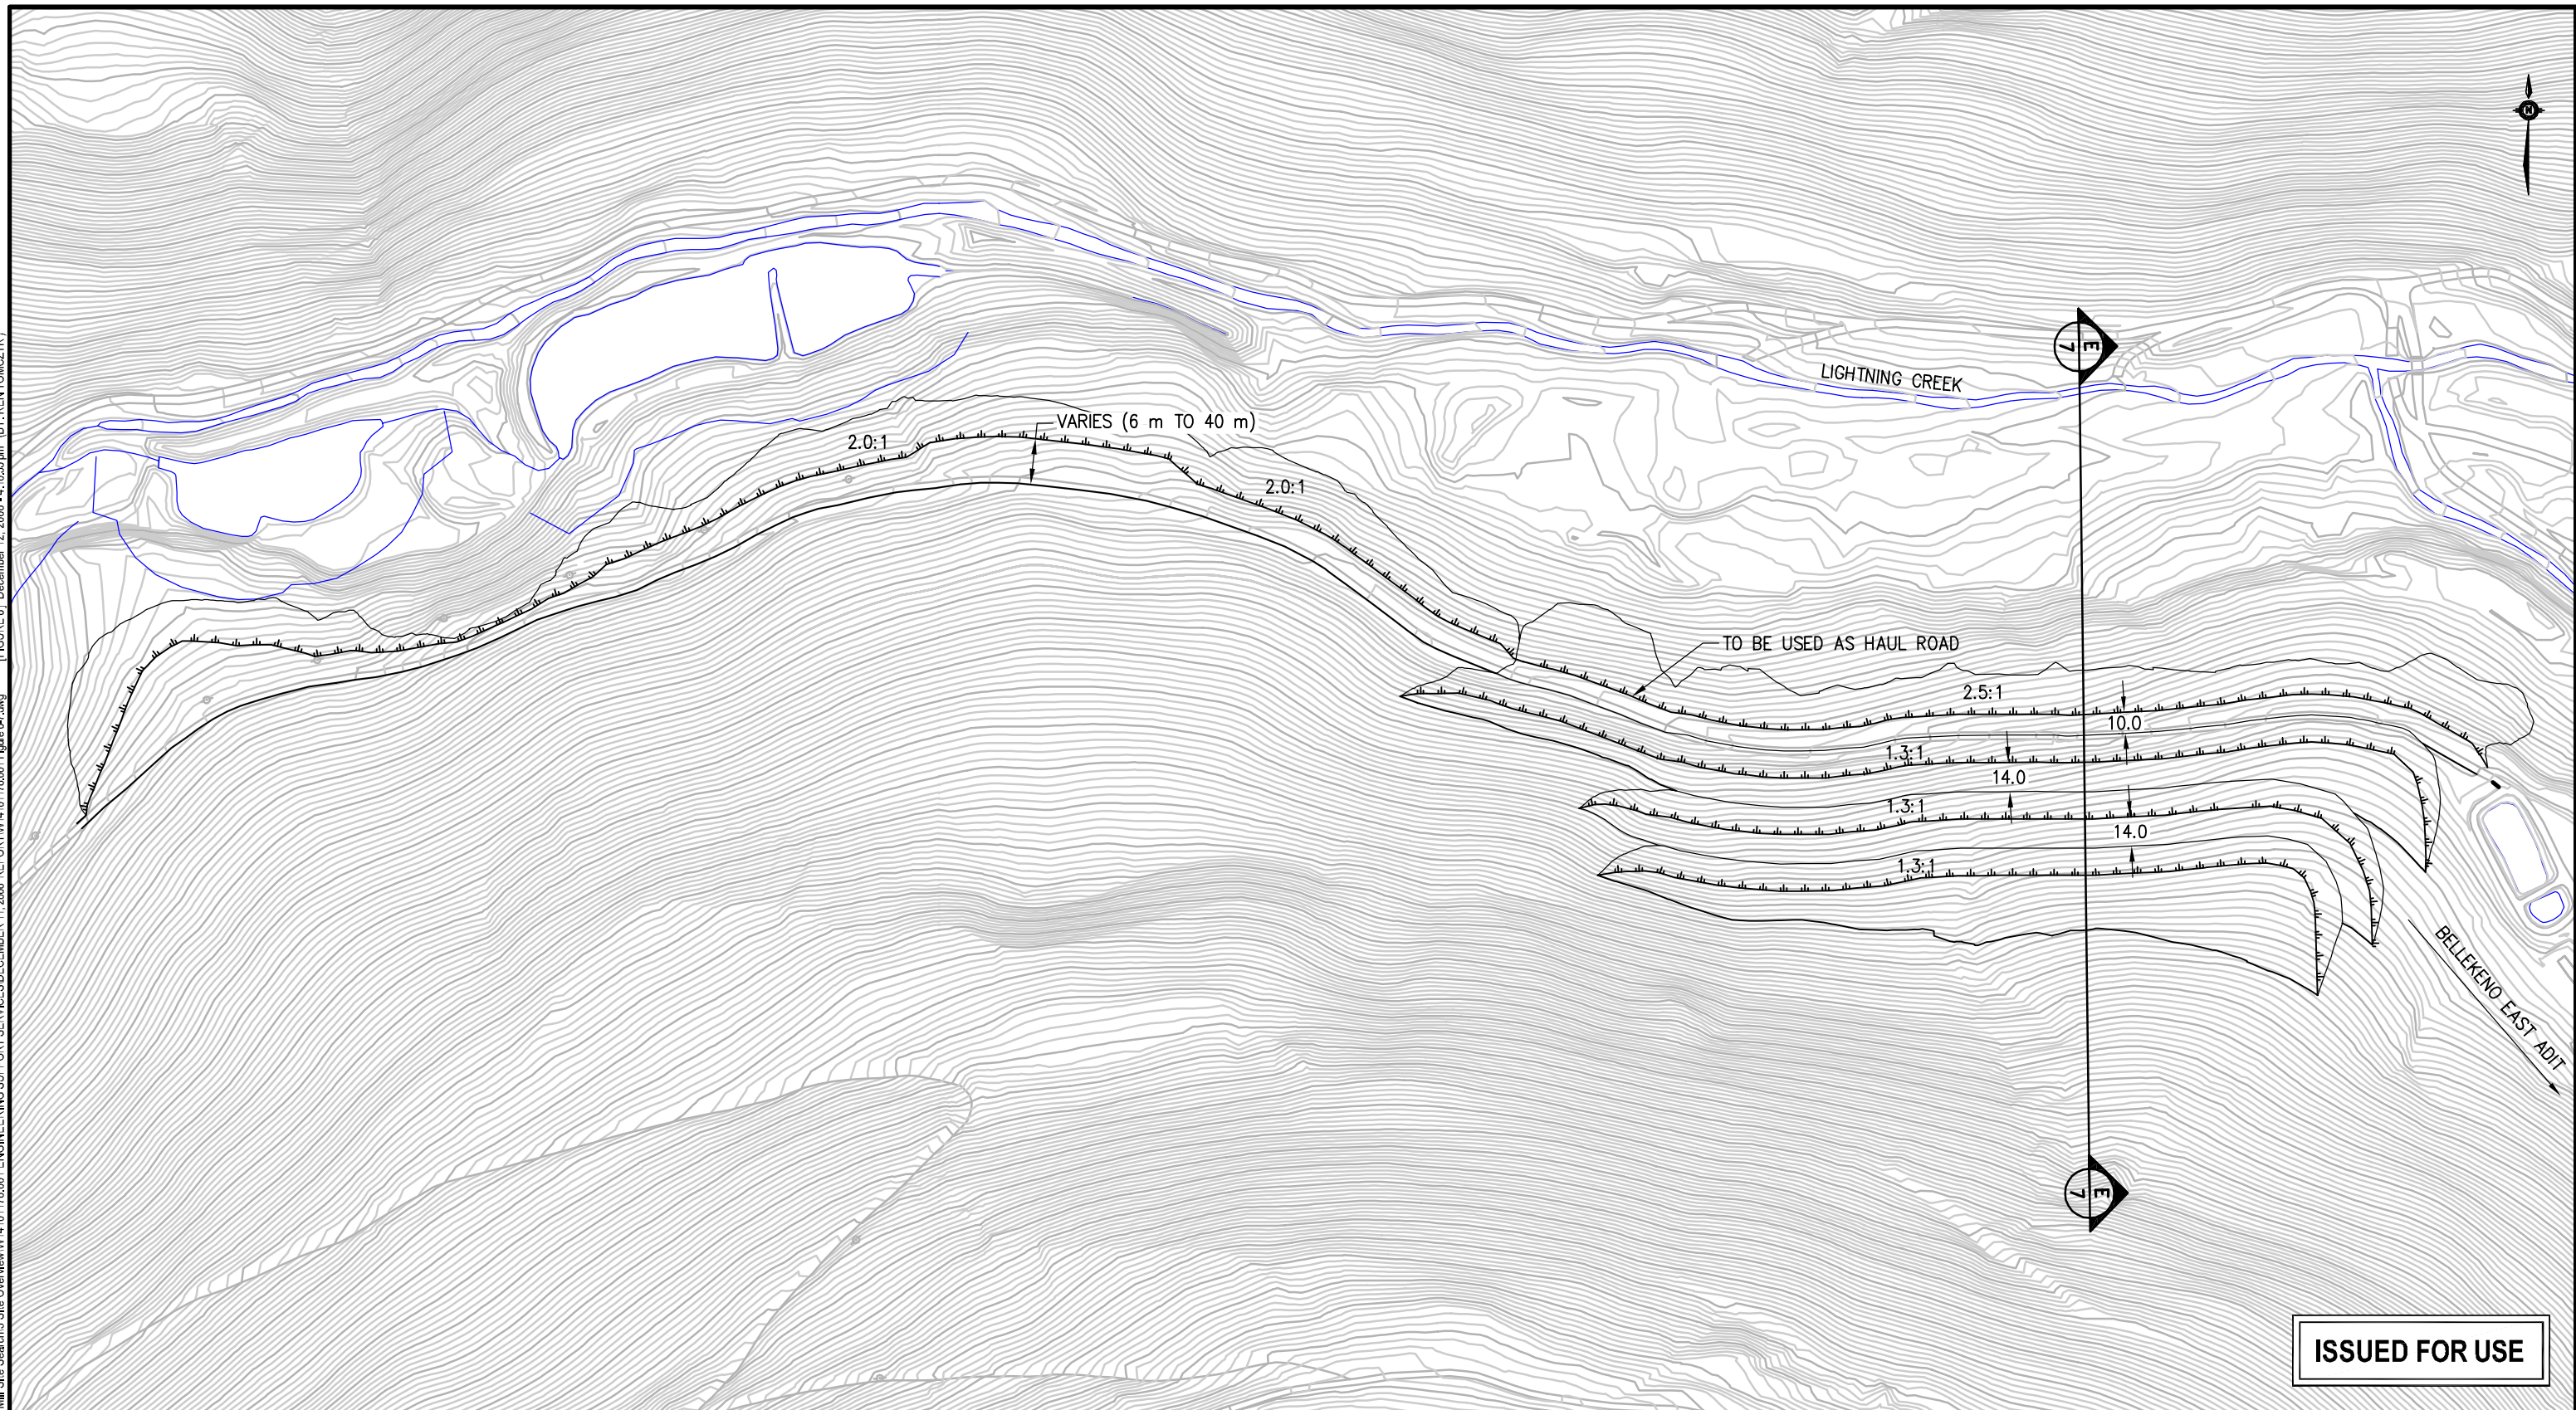 N
LIGHTNING CREEK
E
7
VARIES (6 m TO 40 m)
2.0:1
2.0:1
TO BE USED AS HAUL ROAD
2.5:1
10.0
1.3:1
14.0
1.3:1
14.0
1.3:1
BELLEKENO EAST ADIT
E
7
ISSUED FOR USE